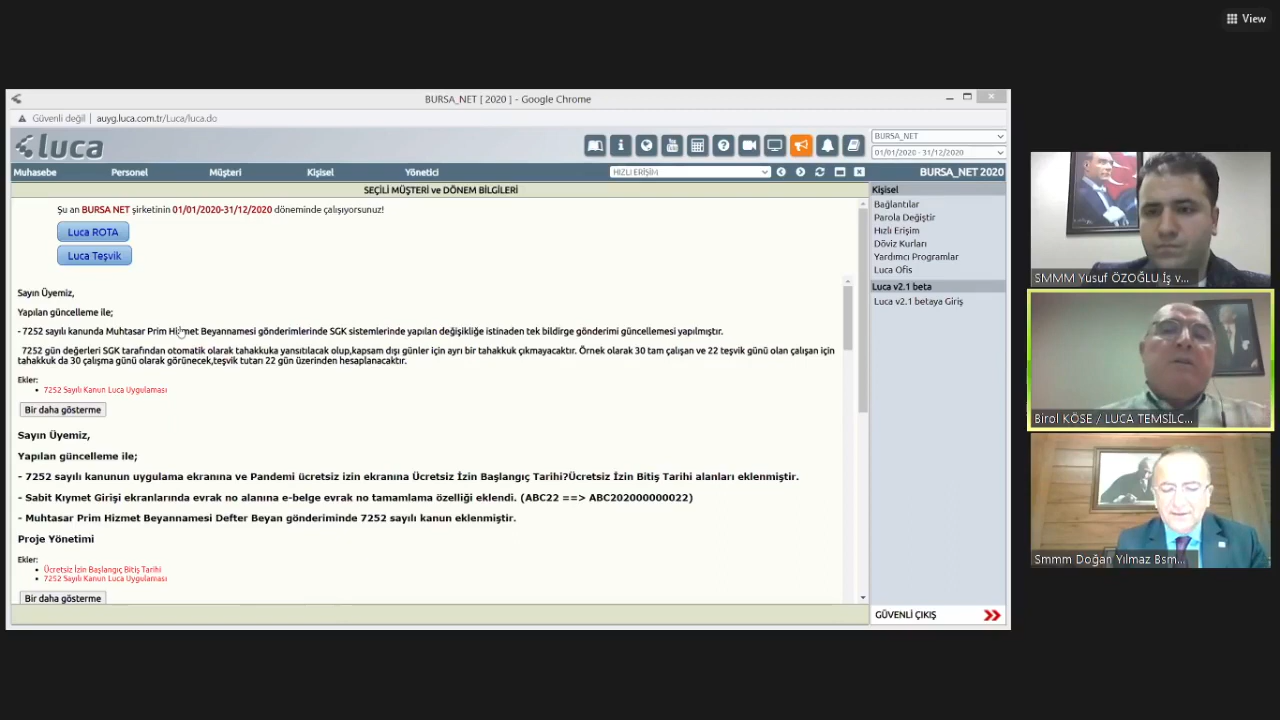 View
BURSA_NET [ 2020 ] - Google Chrome
Güvenli değil | auyg.luca.com.tr/Luca/luca.do
luca
BURSA_NET
01/01/2020 - 31/12/2020
Muhasebe Personel Müşteri Kişisel Yönetici HIZLI ERİŞİM BURSA_NET 2020
SEÇİLİ MÜŞTERİ ve DÖNEM BİLGİLERİ
Şu an BURSA NET şirketinin 01/01/2020-31/12/2020 döneminde çalışıyorsunuz!
Luca ROTA
Luca Teşvik
Sayın Üyemiz,
Yapılan güncelleme ile;
- 7252 sayılı kanunda Muhtasar Prim Hizmet Beyannamesi gönderimlerinde SGK sistemlerinde yapılan değişikliğe istinaden tek bildirge gönderimi güncellemesi yapılmıştır.
7252 gün değerleri SGK tarafından otomatik olarak tahakkuka yansıtılacak olup,kapsam dışı günler için ayrı bir tahakkuk çıkmayacaktır. Örnek olarak 30 tam çalışan ve 22 teşvik günü olan çalışan için
tahakkuk da 30 çalışma günü olarak görünecek,teşvik tutarı 22 gün üzerinden hesaplanacaktır.
Ekler:
7252 Sayılı Kanun Luca Uygulaması
Bir daha gösterme
Sayın Üyemiz,
Yapılan güncelleme ile;
- 7252 sayılı kanunun uygulama ekranına ve Pandemi ücretsiz izin ekranına Ücretsiz İzin Başlangıç Tarihi?Ücretsiz İzin Bitiş Tarihi alanları eklenmiştir.
- Sabit Kıymet Girişi ekranlarında evrak no alanına e-belge evrak no tamamlama özelliği eklendi. (ABC22 ==> ABC202000000022)
- Muhtasar Prim Hizmet Beyannamesi Defter Beyan gönderiminde 7252 sayılı kanun eklenmiştir.
Proje Yönetimi
Ekler:
Ücretsiz İzin Başlangıç Bitiş Tarihi
7252 Sayılı Kanun Luca Uygulaması
Bir daha gösterme
Kişisel
Bağlantılar
Parola Değiştir
Hızlı Erişim
Döviz Kurları
Yardımcı Programlar
Luca Ofis
Luca v2.1 beta
Luca v2.1 betaya Giriş
GÜVENLİ ÇIKIŞ
SMMM Yusuf ÖZOĞLU İş v...
Birol KÖSE / LUCA TEMSİLC...
Smmm Doğan Yılmaz Bsm...